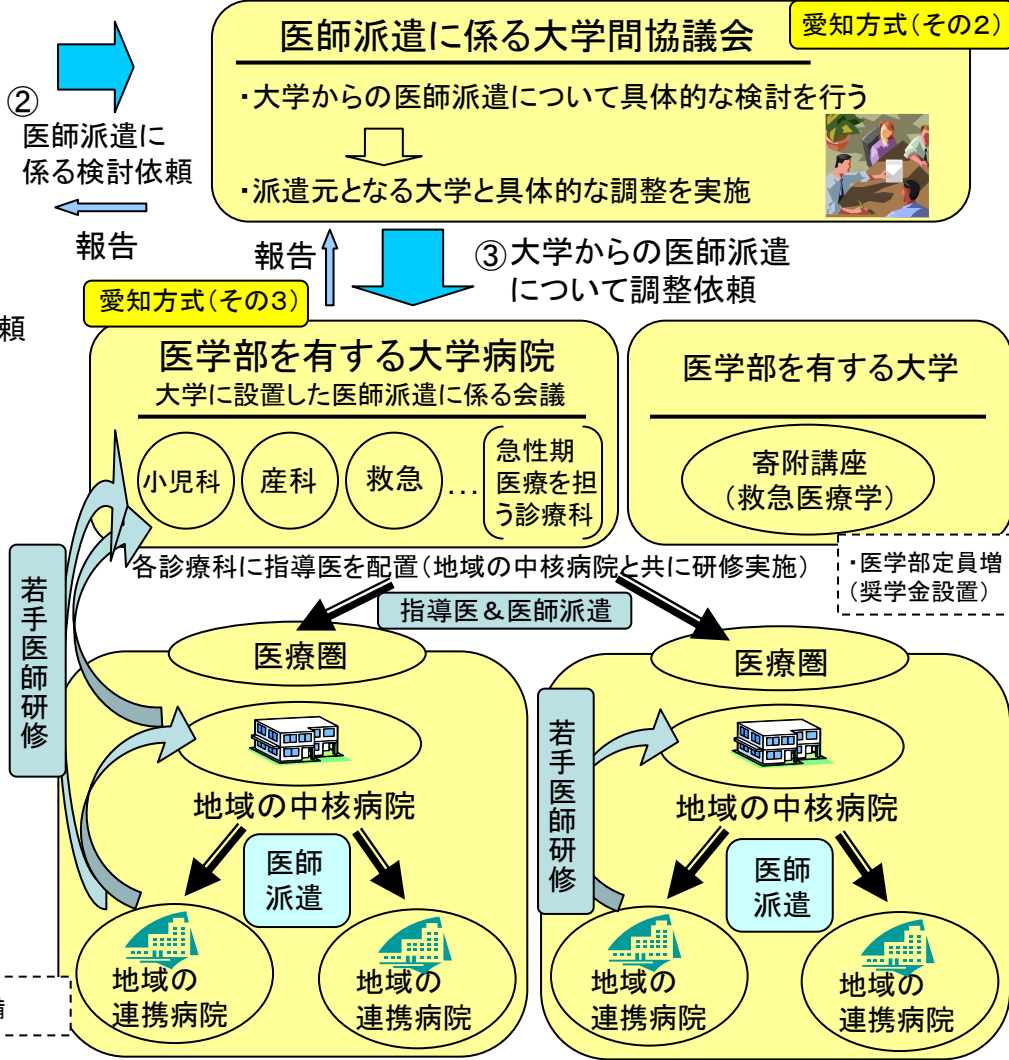 医師派遣に係る大学間協議会
愛知方式(その2)
・大学からの医師派遣について具体的な検討を行う
・派遣元となる大学と具体的な調整を実施
②
医師派遣に
係る検討依頼
報告
報告
③大学からの医師派遣
について調整依頼
愛知方式(その3)
頼
医学部を有する大学病院
大学に設置した医師派遣に係る会議
小児科
産科
救急
…
急性期
医療を担
う診療科
医学部を有する大学
寄附講座
(救急医療学)
各診療科に指導医を配置(地域の中核病院と共に研修実施)
・医学部定員増
(奨学金設置)
指導医&医師派遣
若手医師研修
医療圏
地域の中核病院
医師
派遣
地域の
連携病院
地域の
連携病院
若手医師研修
医療圏
地域の中核病院
医師
派遣
地域の
連携病院
地域の
連携病院